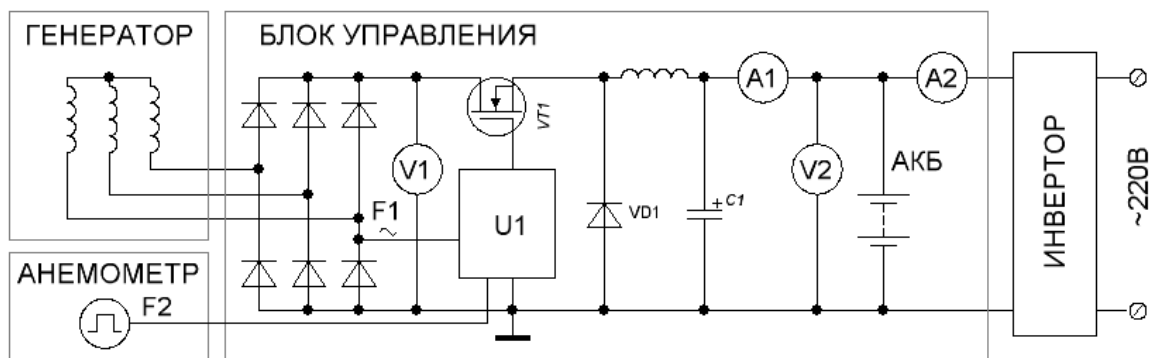 ГЕНЕРАТОР
БЛОК УПРАВЛЕНИЯ
A1
A2
VT1
V1
V2
АКБ
F1
~
U1
VD1
+ C1
ИНВЕРТОР
~220В
АНЕМОМЕТР
F2